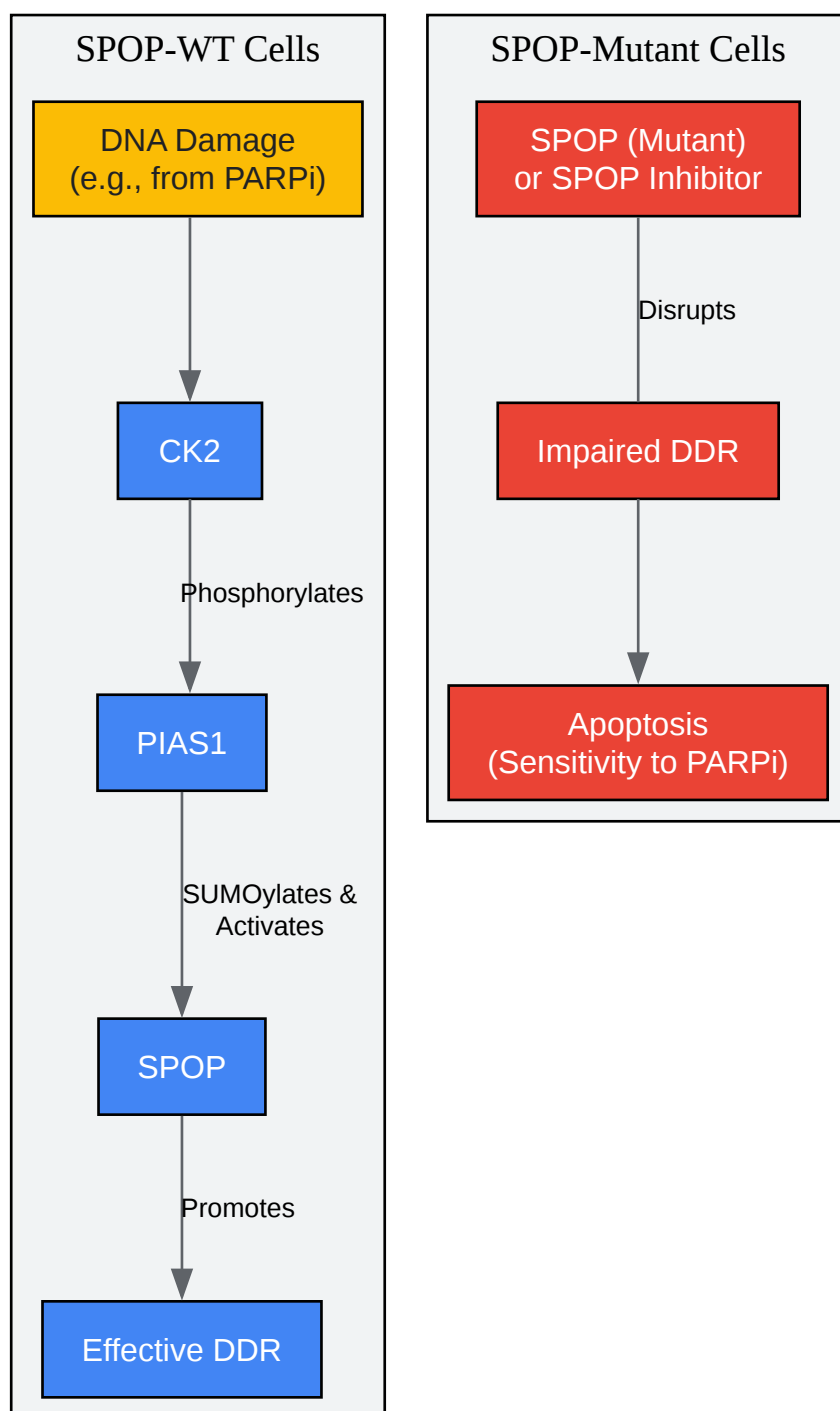 SPOP-WT Cells
DNA Damage
(e.g., from PARPi)
CK2
Phosphorylates
PIAS1
SUMOylates &
Activates
SPOP
Promotes
Effective DDR
SPOP-Mutant Cells
SPOP (Mutant)
or SPOP Inhibitor
Disrupts
Impaired DDR
Apoptosis
(Sensitivity to PARPi)